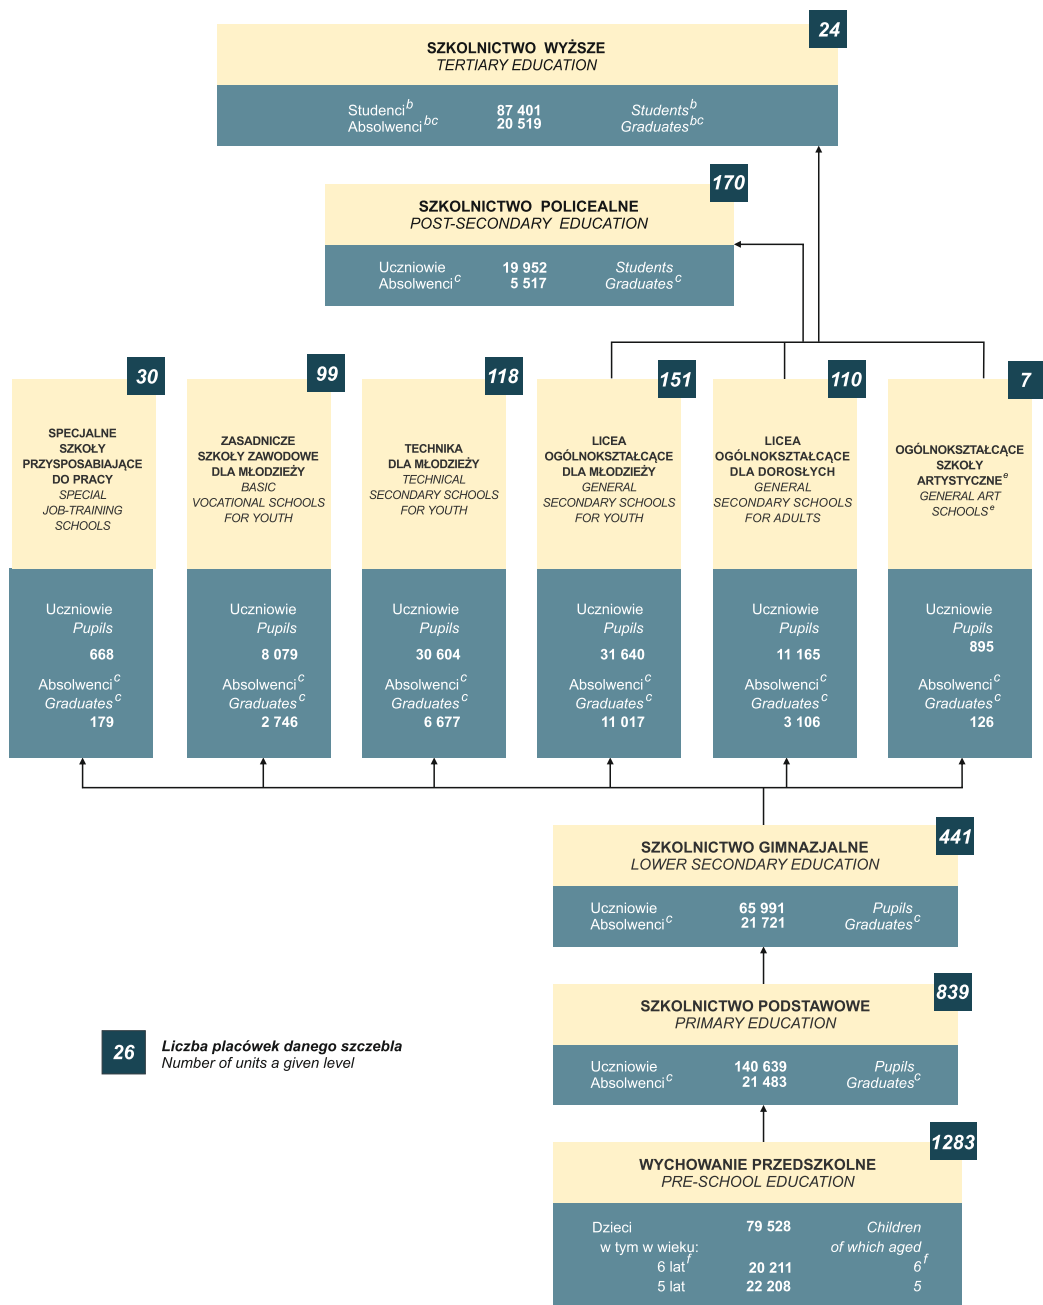 24
SZKOLNICTWO WYŻSZE
TERTIARY EDUCATION
Studenci b 87 401 Students b
Absolwenci bc 20 519 Graduates bc
170
SZKOLNICTWO POLICEALNE
POST-SECONDARY EDUCATION
Uczniowie 19 952 Students
Absolwenci c 5 517 Graduates c
30
SPECJALNE
SZKOŁY
PRZYSPOSABIAJĄCE
DO PRACY
SPECIAL
JOB-TRAINING
SCHOOLS
Uczniowie
Pupils
668
Absolwenci c
Graduates c
179
99
ZASADNICZE
SZKOŁY ZAWODOWE
DLA MŁODZIEŻY
BASIC
VOCATIONAL SCHOOLS
FOR YOUTH
Uczniowie
Pupils
8 079
Absolwenci c
Graduates c
2 746
118
TECHNIKA
DLA MŁODZIEŻY
TECHNICAL
SECONDARY SCHOOLS
FOR YOUTH
Uczniowie
Pupils
30 604
Absolwenci c
Graduates c
6 677
151
LICEA
OGÓLNOKSZTAŁCĄCE
DLA MŁODZIEŻY
GENERAL
SECONDARY SCHOOLS
FOR YOUTH
Uczniowie
Pupils
31 640
Absolwenci c
Graduates c
11 017
110
LICEA
OGÓLNOKSZTAŁCĄCE
DLA DOROSŁYCH
GENERAL
SECONDARY SCHOOLS
FOR ADULTS
Uczniowie
Pupils
11 165
Absolwenci c
Graduates c
3 106
7
OGÓLNOKSZTAŁCĄCE
SZKOŁY
ARTYSTYCZNE e
GENERAL ART
SCHOOLS e
Uczniowie
Pupils
895
Absolwenci c
Graduates c
126
441
SZKOLNICTWO GIMNAZJALNE
LOWER SECONDARY EDUCATION
Uczniowie 65 991 Pupils
Absolwenci c 21 721 Graduates c
839
SZKOLNICTWO PODSTAWOWE
PRIMARY EDUCATION
Uczniowie 140 639 Pupils
Absolwenci c 21 483 Graduates c
26
Liczba placówek danego szczebla
Number of units a given level
1283
WYCHOWANIE PRZEDSZKOLNE
PRE-SCHOOL EDUCATION
Dzieci 79 528 Children
w tym w wieku: of which aged
6 lat f 20 211 6 f
5 lat 22 208 5